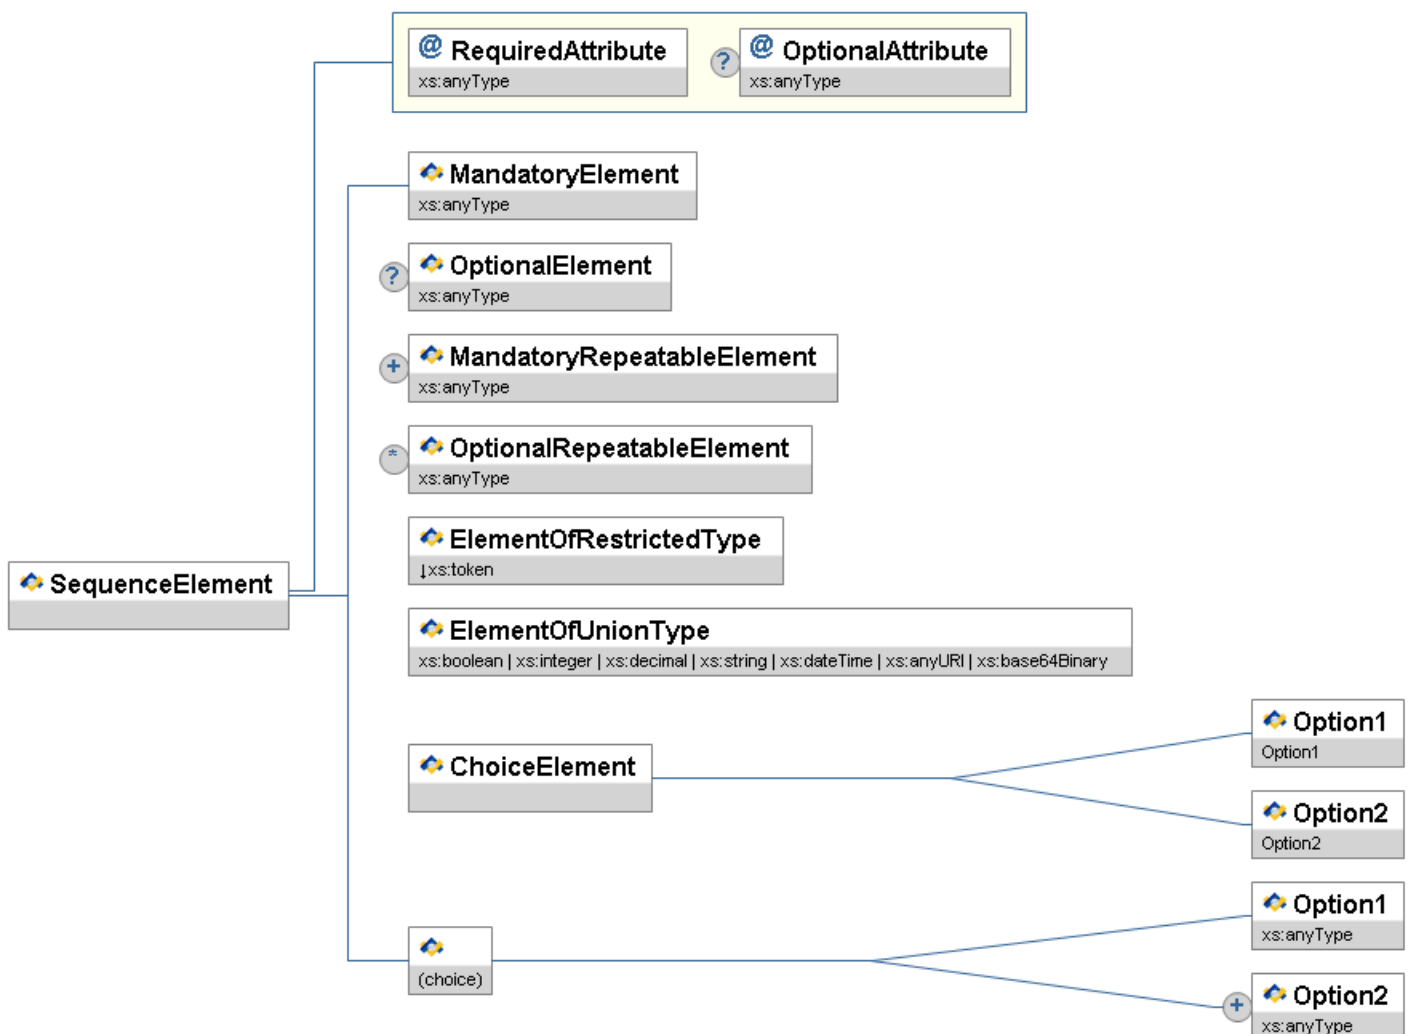 @ RequiredAttribute
xs:anyType
? @ OptionalAttribute
xs:anyType
MandatoryElement
xs:anyType
? OptionalElement
xs:anyType
+ MandatoryRepeatableElement
xs:anyType
* OptionalRepeatableElement
xs:anyType
ElementOfRestrictedType
↓xs:token
SequenceElement
ElementOfUnionType
xs:boolean | xs:integer | xs:decimal | xs:string | xs:dateTime | xs:anyURI | xs:base64Binary
ChoiceElement
Option1
Option1
Option2
Option2
(choice)
Option1
xs:anyType
+ Option2
xs:anyType